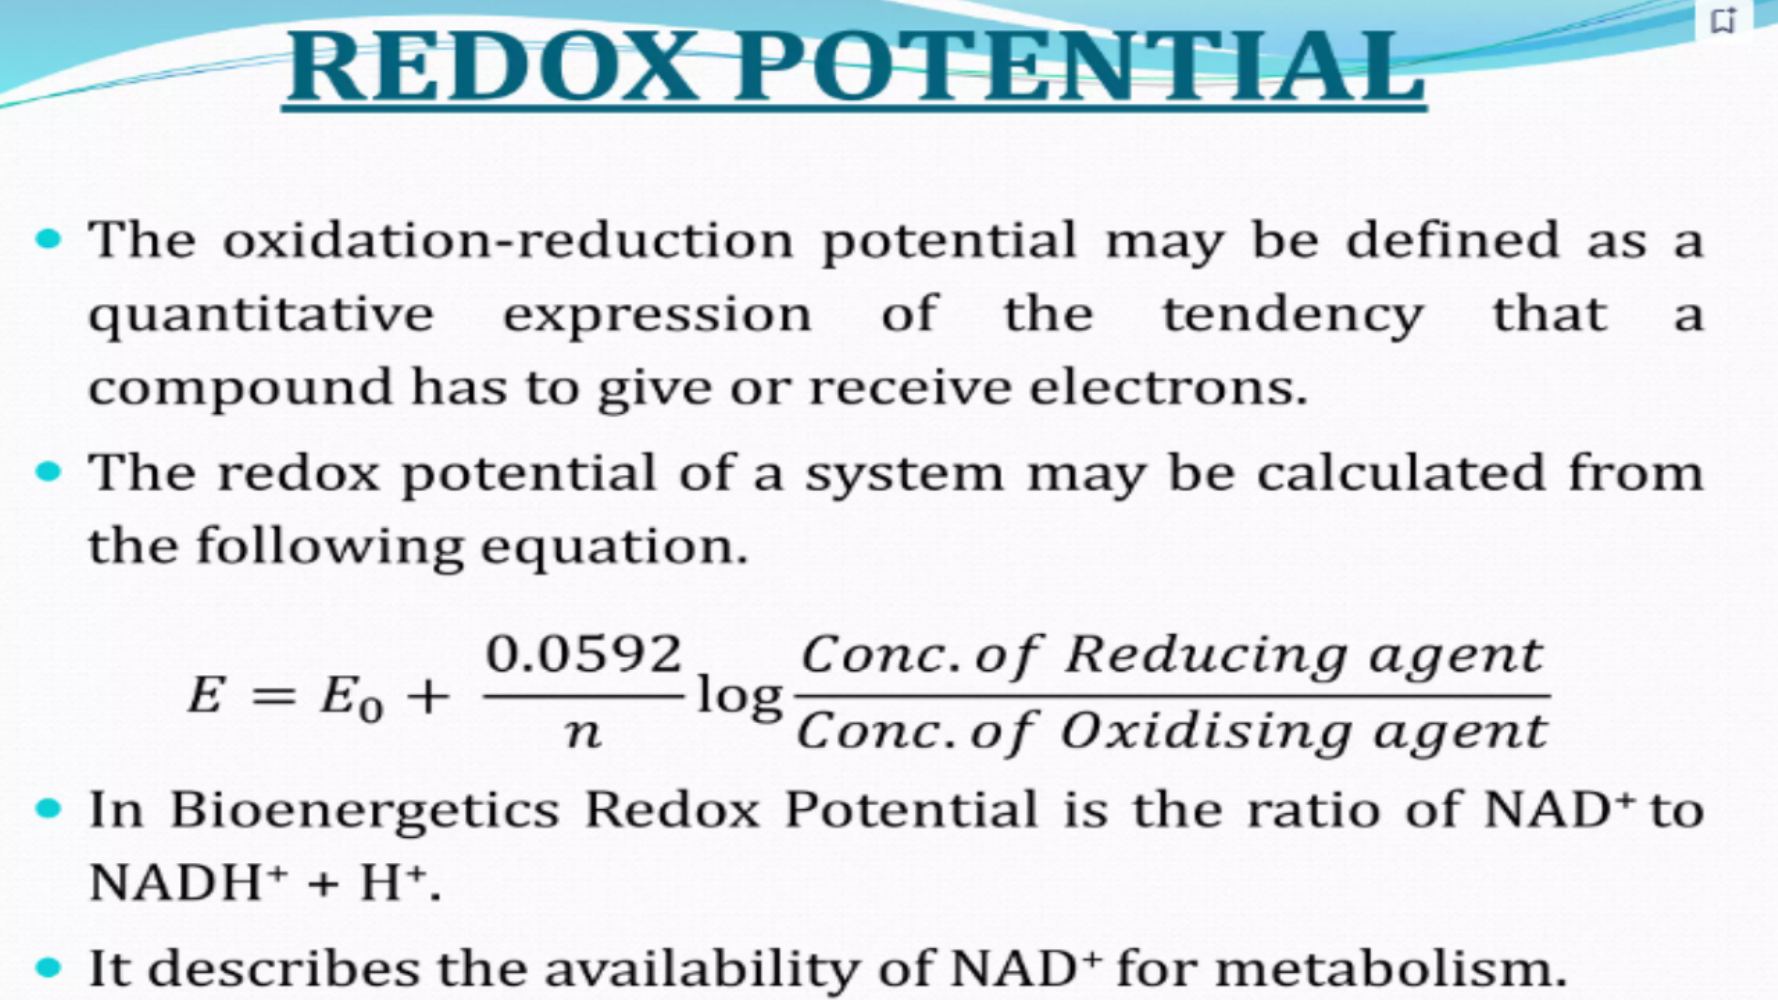 REDOX POTENTIAL
• The oxidation-reduction potential may be defined as a
quantitative expression of the tendency that a
compound has to give or receive electrons.
• The redox potential of a system may be calculated from
the following equation.
E = E₀ + 0.0592/n log Conc. of Reducing agent/Conc. of Oxidising agent
• In Bioenergetics Redox Potential is the ratio of NAD⁺ to
NADH⁺ + H⁺.
• It describes the availability of NAD⁺ for metabolism.